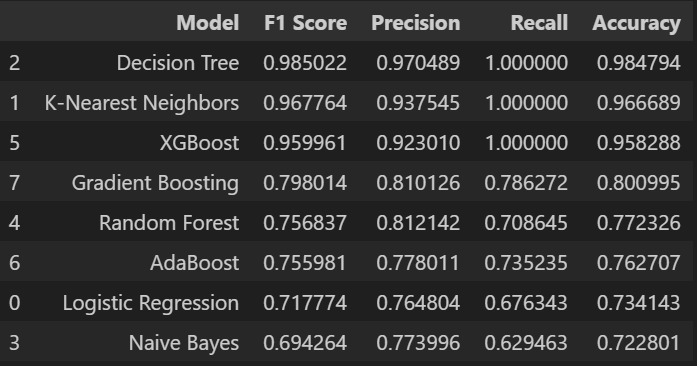 Model F1 Score Precision Recall Accuracy
2 Decision Tree 0.985022 0.970489 1.000000 0.984794
1 K-Nearest Neighbors 0.967764 0.937545 1.000000 0.966689
5 XGBoost 0.959961 0.923010 1.000000 0.958288
7 Gradient Boosting 0.798014 0.810126 0.786272 0.800995
4 Random Forest 0.756837 0.812142 0.708645 0.772326
6 AdaBoost 0.755981 0.778011 0.735235 0.762707
0 Logistic Regression 0.717774 0.764804 0.676343 0.734143
3 Naive Bayes 0.694264 0.773996 0.629463 0.722801